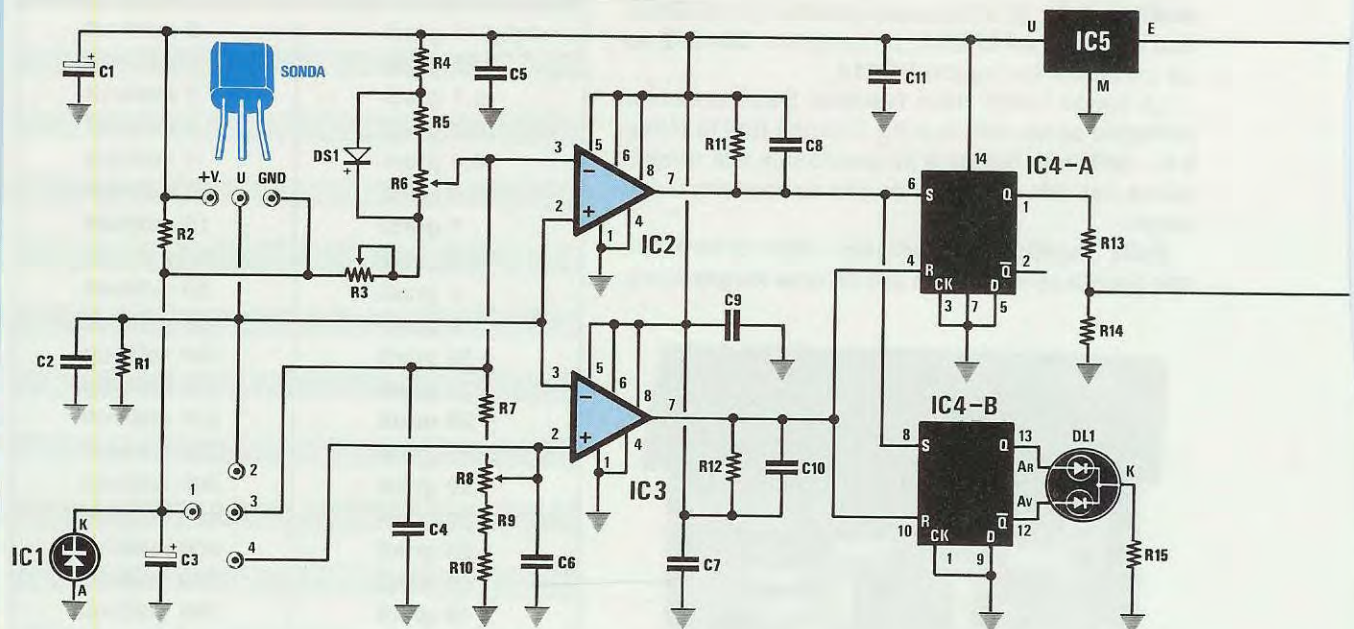 U IC5 E
M
C1
SONDA
R4
C5
C11
R5
DS1
R6
R11
C8
14
IC4-A
+V. U GND
R2
R3
3
2
5
6
8
7
1
4
IC2
6 S Q
1
4 R Q̅ 2
CK D
3 7 5
R13
R14
C2
R1
C9
3
2
5
6
8
7
1
4
IC3
R7
R8
R9
R10
R12
C10
IC4-B
8 S Q 13
AR
DL1
K
AV
10 R Q̅ 12
CK D
1 9
R15
1
2
3
4
K
IC1
A
C3
C4
C6
C7